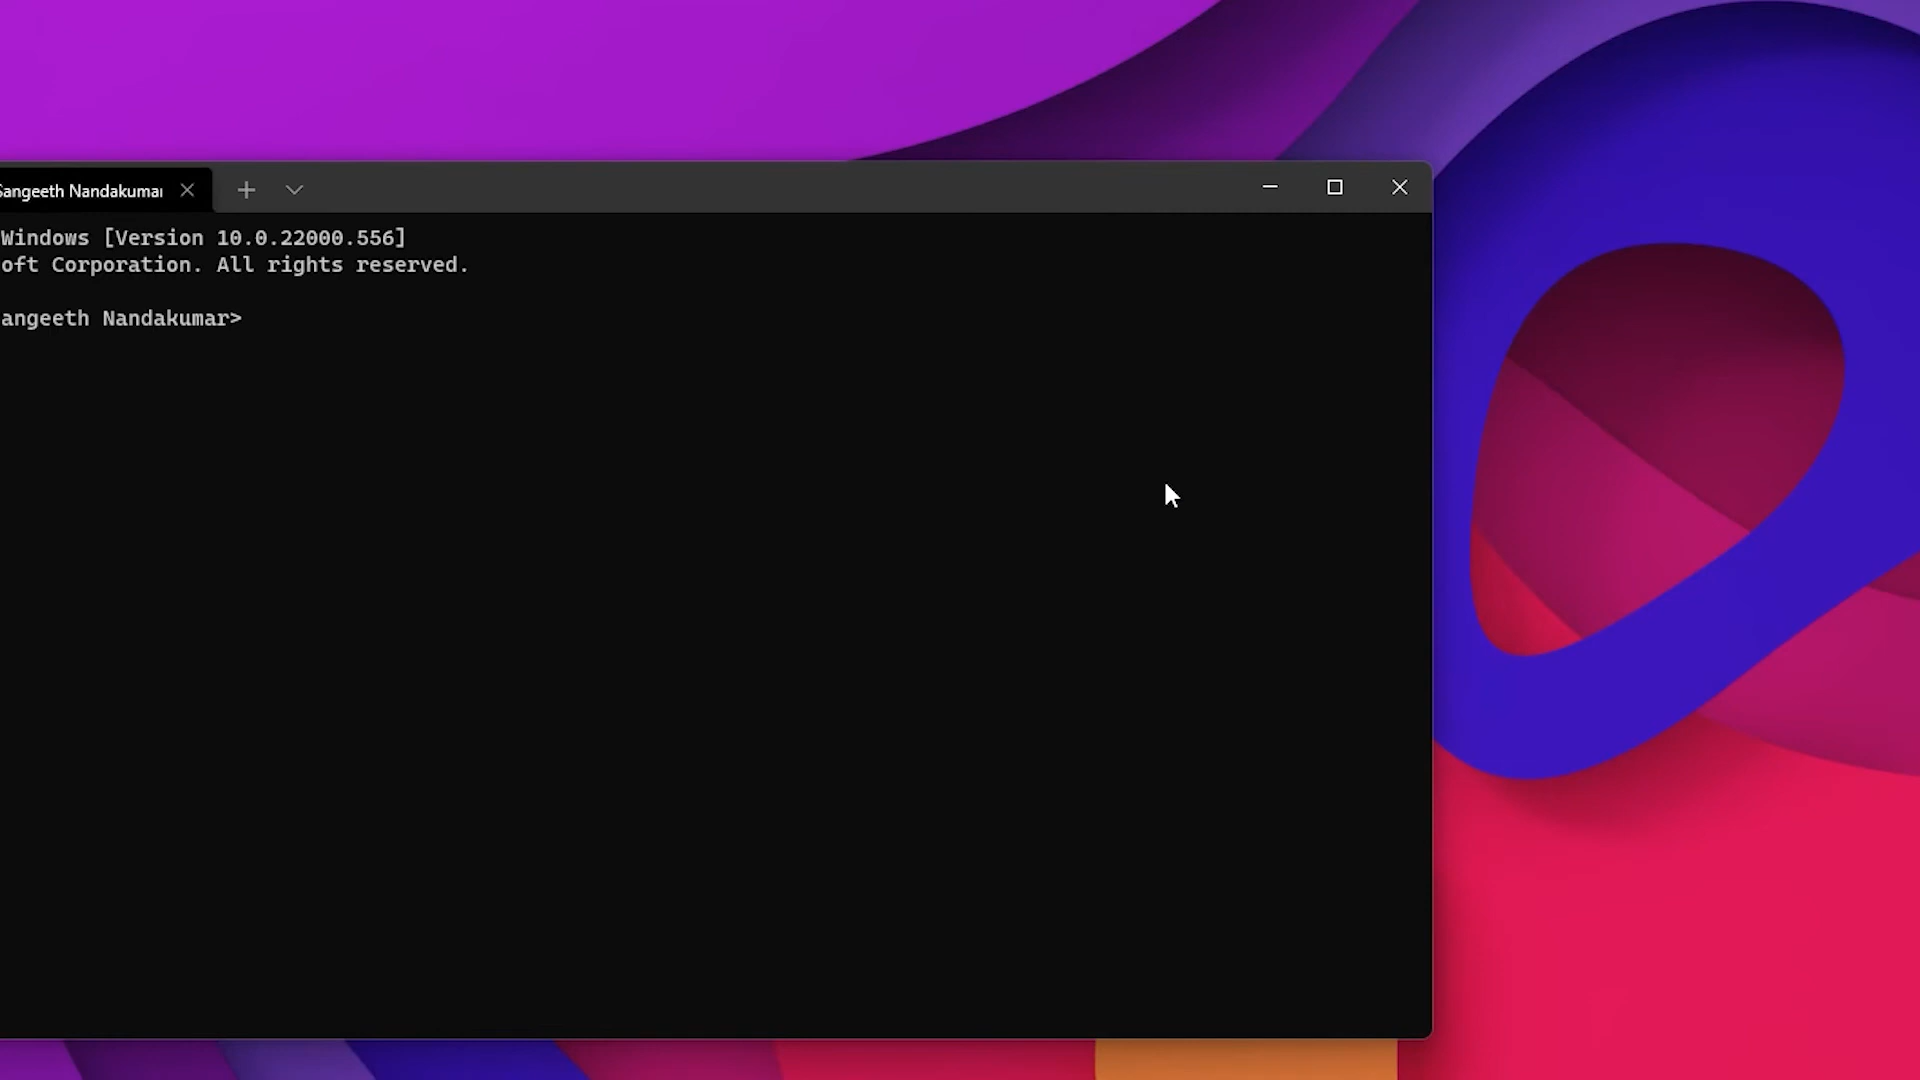 Sangeeth Nandakumar
Windows [Version 10.0.22000.556]
oft Corporation. All rights reserved.
angeeth Nandakumar>